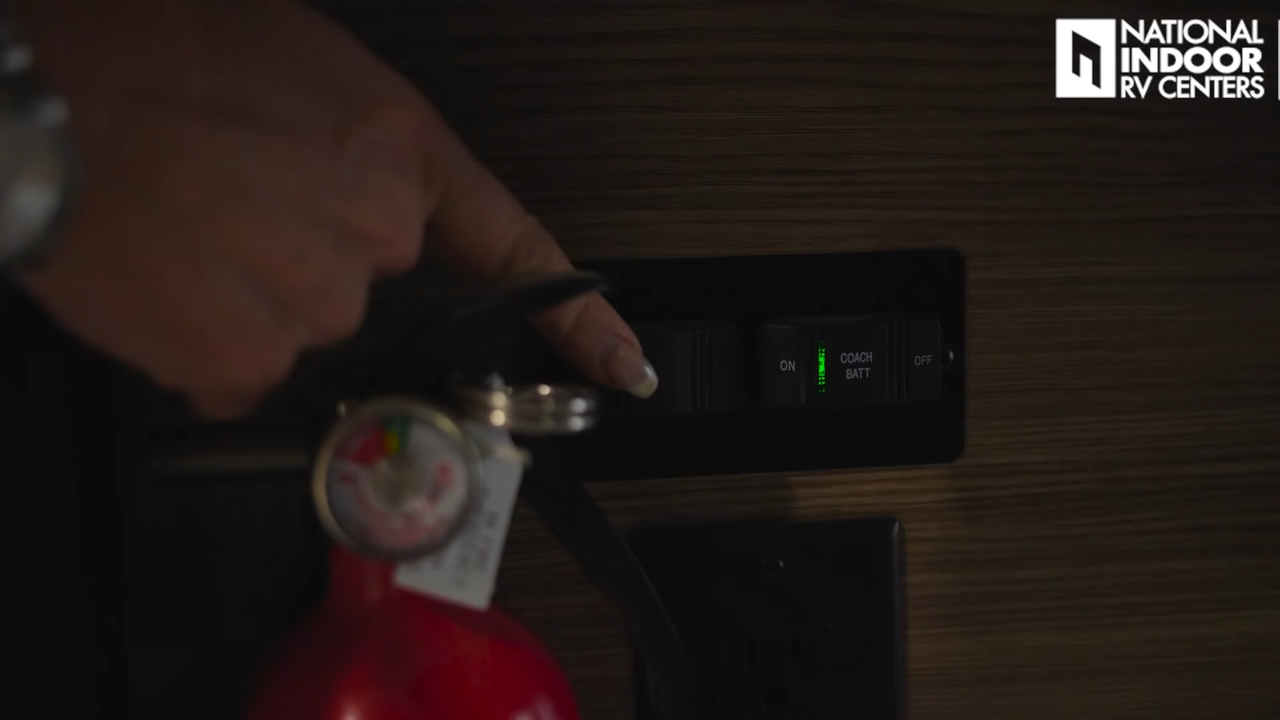 NATIONAL
INDOOR
RV CENTERS
ON
COACH
BATT
OFF